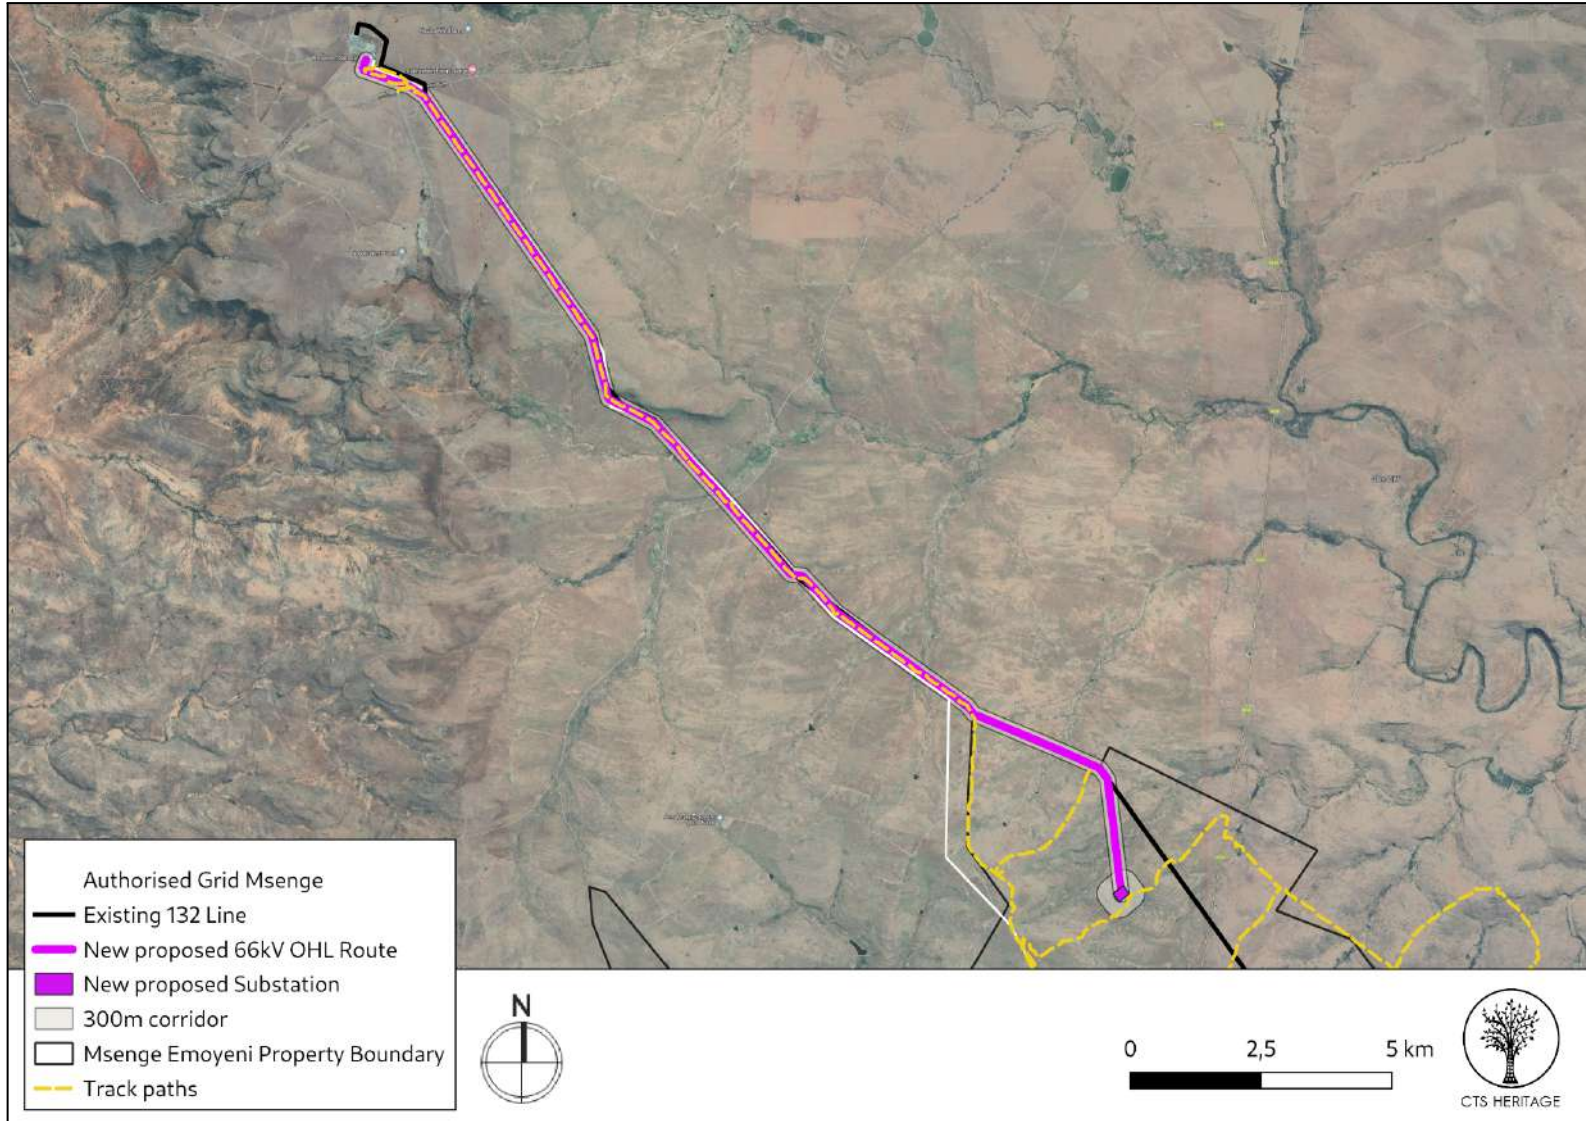 Authorised Grid Msenge
Existing 132 Line
New proposed 66kV OHL Route
New proposed Substation
300m corridor
Msenge Emoyeni Property Boundary
Track paths
N
0 2,5 5 km
CTS HERITAGE